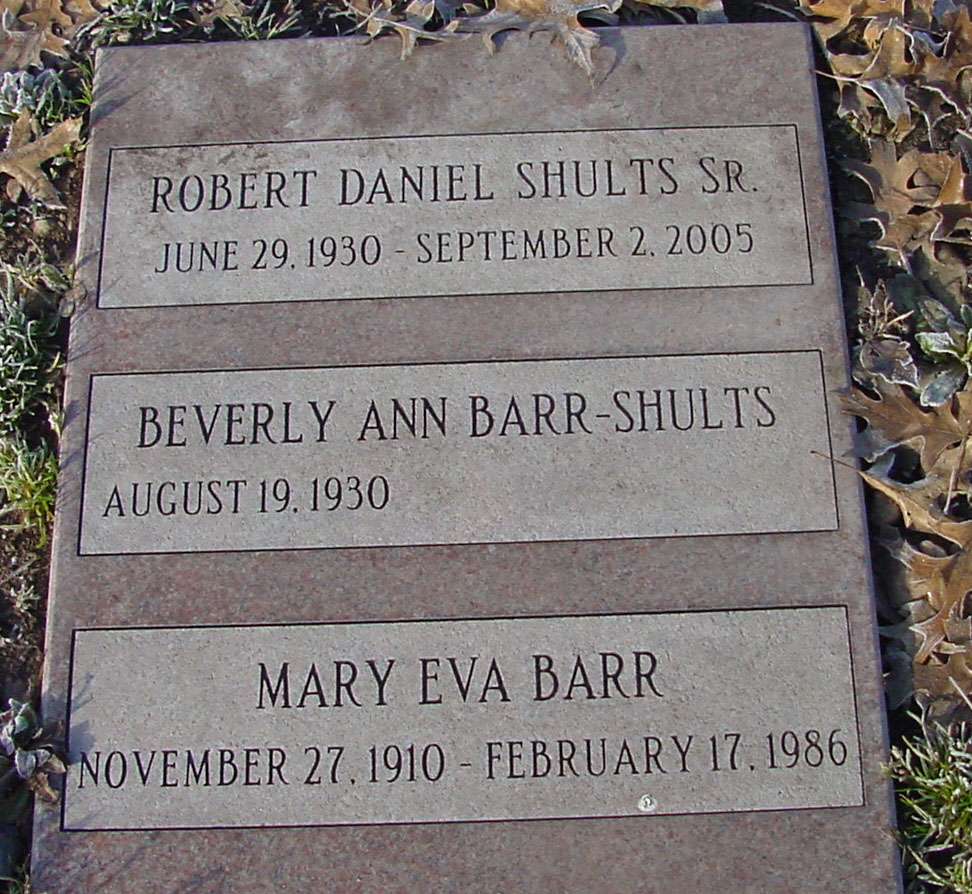 ROBERT DANIEL SHULTS SR.
JUNE 29, 1930 - SEPTEMBER 2, 2005
BEVERLY ANN BARR-SHULTS
AUGUST 19, 1930
MARY EVA BARR
NOVEMBER 27, 1910 - FEBRUARY 17, 1986